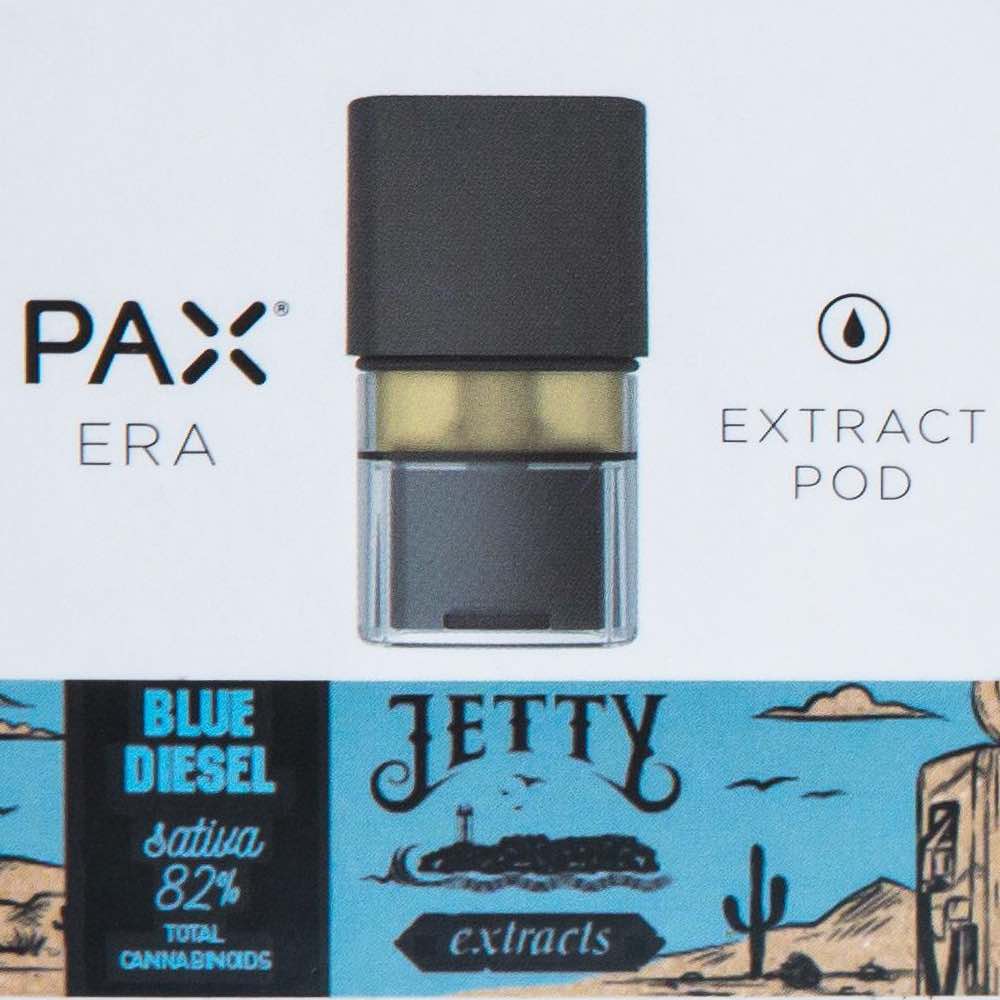 PAX®
ERA
EXTRACT
POD
BLUE
DIESEL
sativa
82%
TOTAL
CANNABINOIDS
JETTY
extracts